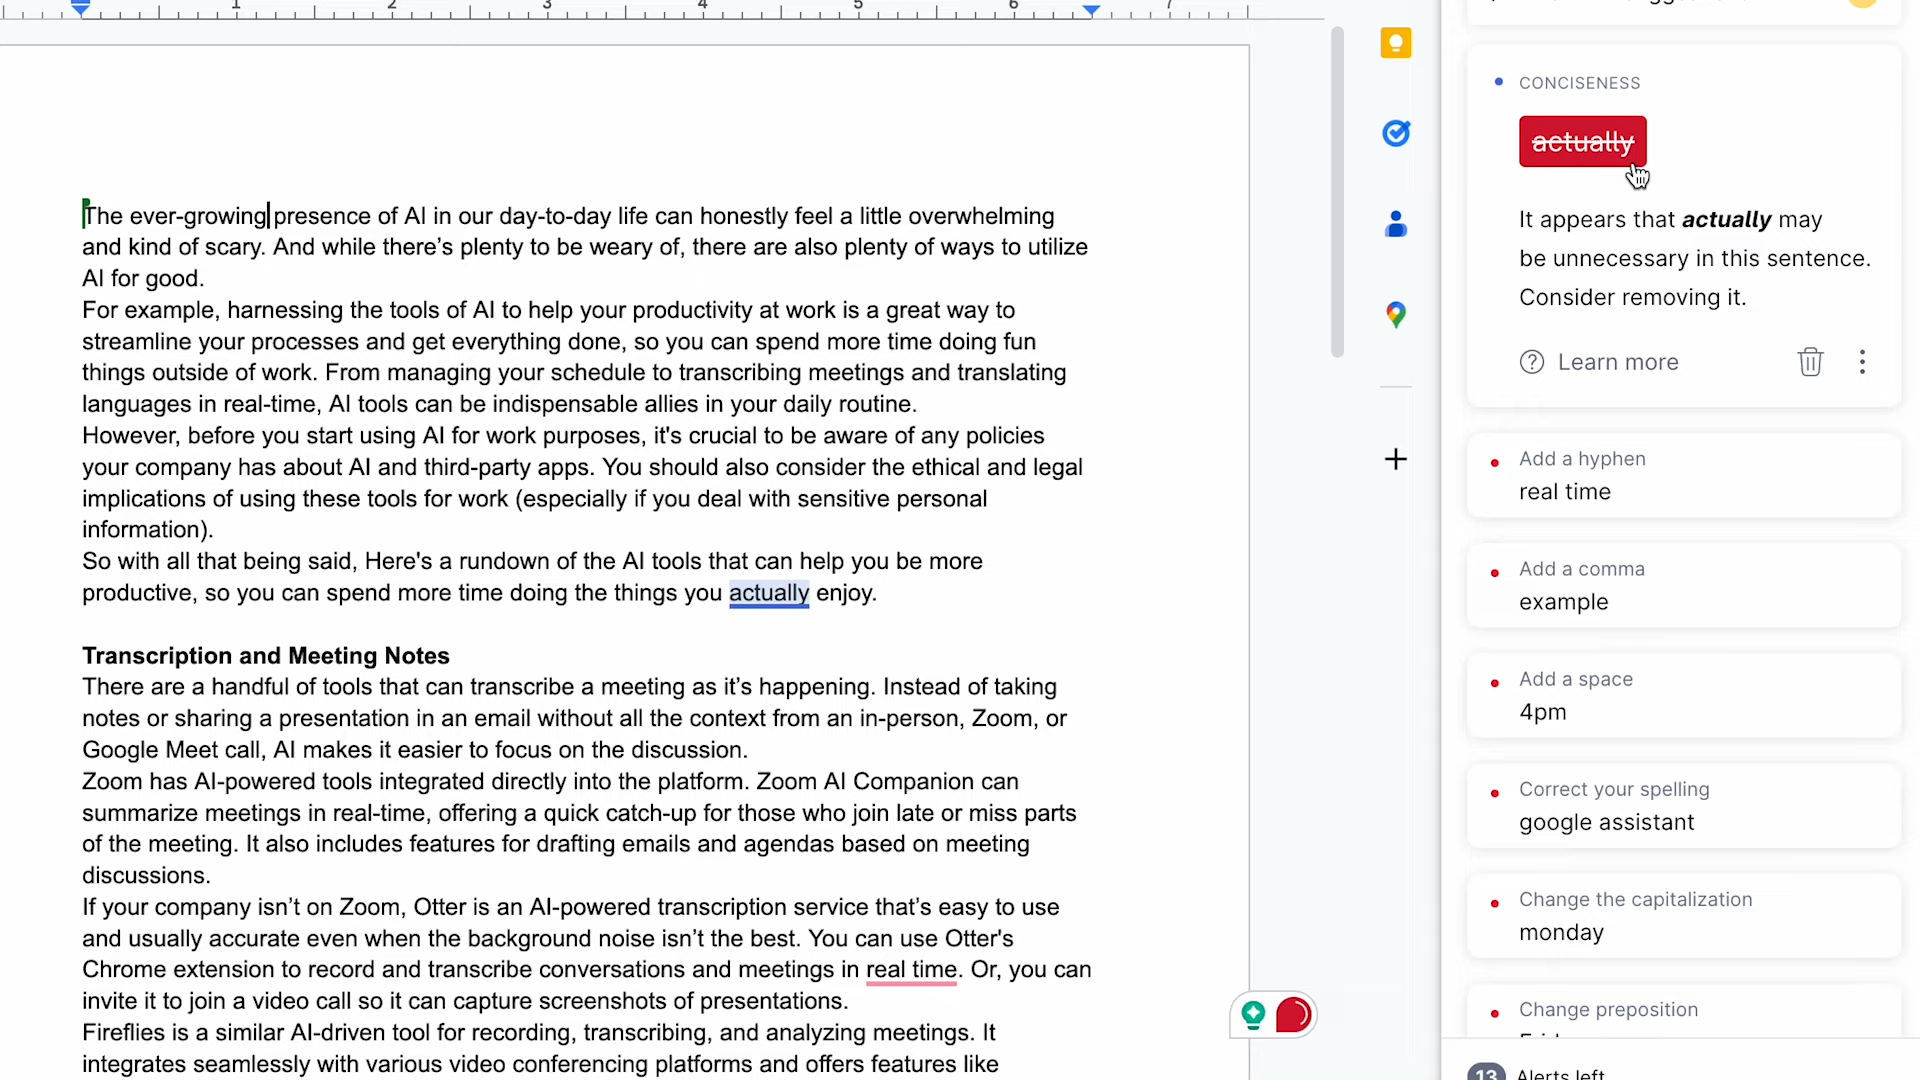 1 2 3 4 5 6 7
The ever-growing presence of AI in our day-to-day life can honestly feel a little overwhelming
and kind of scary. And while there’s plenty to be weary of, there are also plenty of ways to utilize
AI for good.
For example, harnessing the tools of AI to help your productivity at work is a great way to
streamline your processes and get everything done, so you can spend more time doing fun
things outside of work. From managing your schedule to transcribing meetings and translating
languages in real-time, AI tools can be indispensable allies in your daily routine.
However, before you start using AI for work purposes, it's crucial to be aware of any policies
your company has about AI and third-party apps. You should also consider the ethical and legal
implications of using these tools for work (especially if you deal with sensitive personal
information).
So with all that being said, Here's a rundown of the AI tools that can help you be more
productive, so you can spend more time doing the things you actually enjoy.
Transcription and Meeting Notes
There are a handful of tools that can transcribe a meeting as it’s happening. Instead of taking
notes or sharing a presentation in an email without all the context from an in-person, Zoom, or
Google Meet call, AI makes it easier to focus on the discussion.
Zoom has AI-powered tools integrated directly into the platform. Zoom AI Companion can
summarize meetings in real-time, offering a quick catch-up for those who join late or miss parts
of the meeting. It also includes features for drafting emails and agendas based on meeting
discussions.
If your company isn’t on Zoom, Otter is an AI-powered transcription service that’s easy to use
and usually accurate even when the background noise isn’t the best. You can use Otter's
Chrome extension to record and transcribe conversations and meetings in real time. Or, you can
invite it to join a video call so it can capture screenshots of presentations.
Fireflies is a similar AI-driven tool for recording, transcribing, and analyzing meetings. It
integrates seamlessly with various video conferencing platforms and offers features like
CONCISENESS
actually
It appears that actually may
be unnecessary in this sentence.
Consider removing it.
Learn more
Add a hyphen
real time
Add a comma
example
Add a space
4pm
Correct your spelling
google assistant
Change the capitalization
monday
Change preposition
13 Alerts left